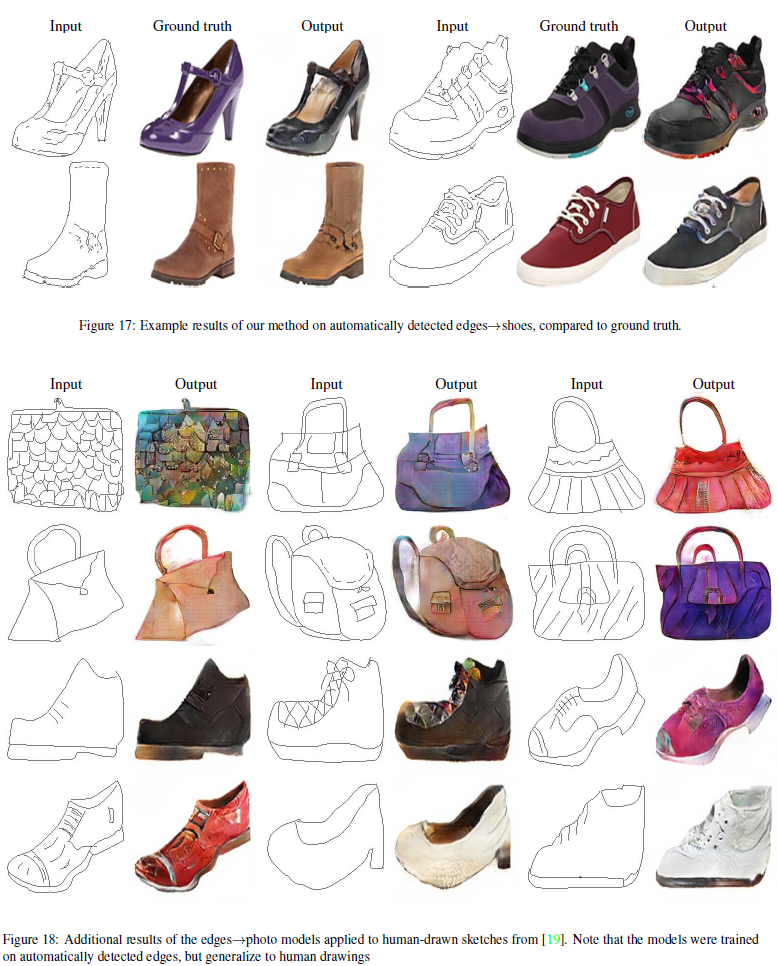 Input Ground truth Output Input Ground truth Output
Figure 17: Example results of our method on automatically detected edges→shoes, compared to ground truth.
Input Output Input Output Input Output
Figure 18: Additional results of the edges→photo models applied to human-drawn sketches from [19]. Note that the models were trained
on automatically detected edges, but generalize to human drawings